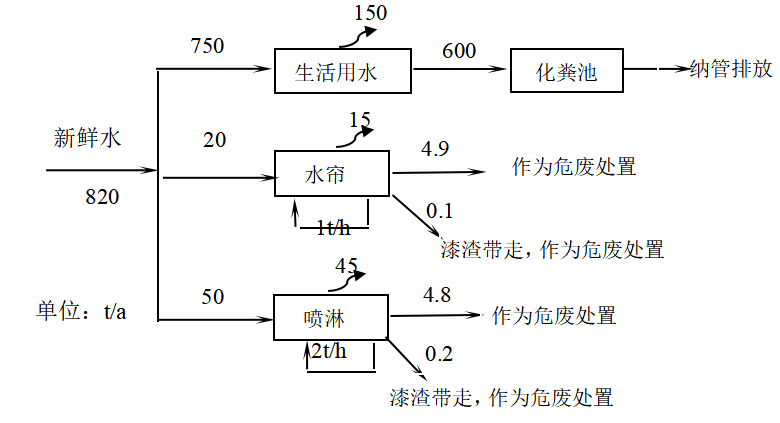 150
750
600
生活用水
化粪池
纳管排放
新鲜水
820
15
20
4.9
水帘
作为危废处置
0.1
1t/h
漆渣带走，作为危废处置
45
50
4.8
单位：t/a
喷淋
作为危废处置
2t/h
0.2
漆渣带走，作为危废处置